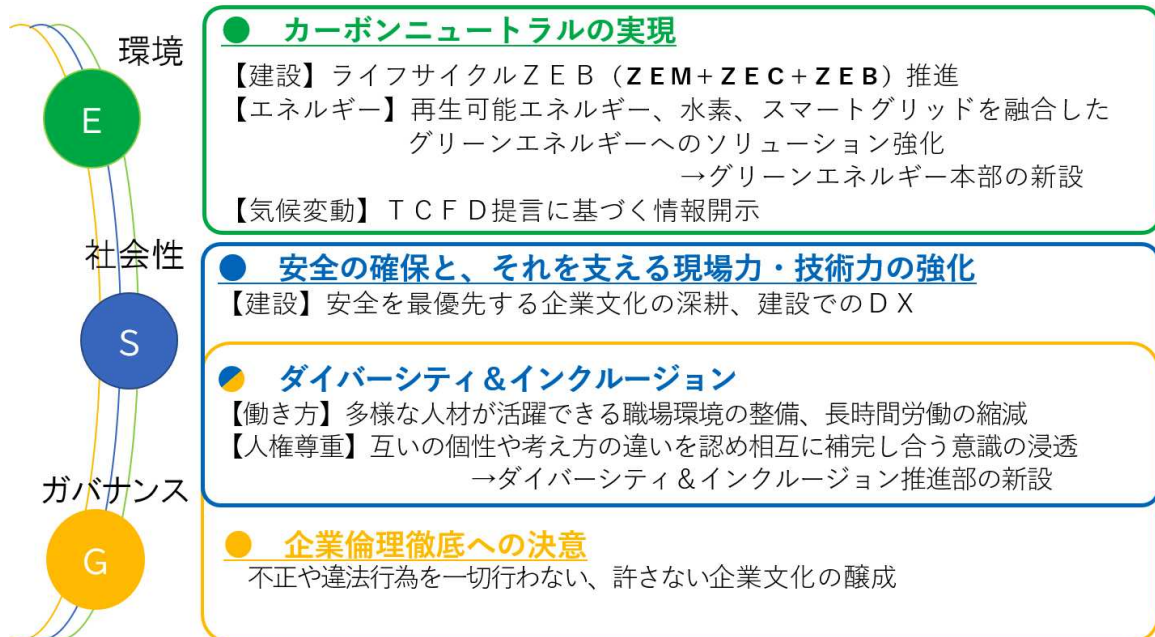 環境
E
● カーボンニュートラルの実現
【建設】ライフサイクルＺＥＢ（ＺＥＭ+ＺＥＣ+ＺＥＢ）推進
【エネルギー】再生可能エネルギー、水素、スマートグリッドを融合した
グリーンエネルギーへのソリューション強化
→グリーンエネルギー本部の新設
【気候変動】ＴＣＦＤ提言に基づく情報開示
社会性
S
● 安全の確保と、それを支える現場力・技術力の強化
【建設】安全を最優先する企業文化の深耕、建設でのＤＸ
● ダイバーシティ＆インクルージョン
【働き方】多様な人材が活躍できる職場環境の整備、長時間労働の縮減
【人権尊重】互いの個性や考え方の違いを認め相互に補完し合う意識の浸透
→ダイバーシティ＆インクルージョン推進部の新設
ガバナンス
G
● 企業倫理徹底への決意
不正や違法行為を一切行わない、許さない企業文化の醸成